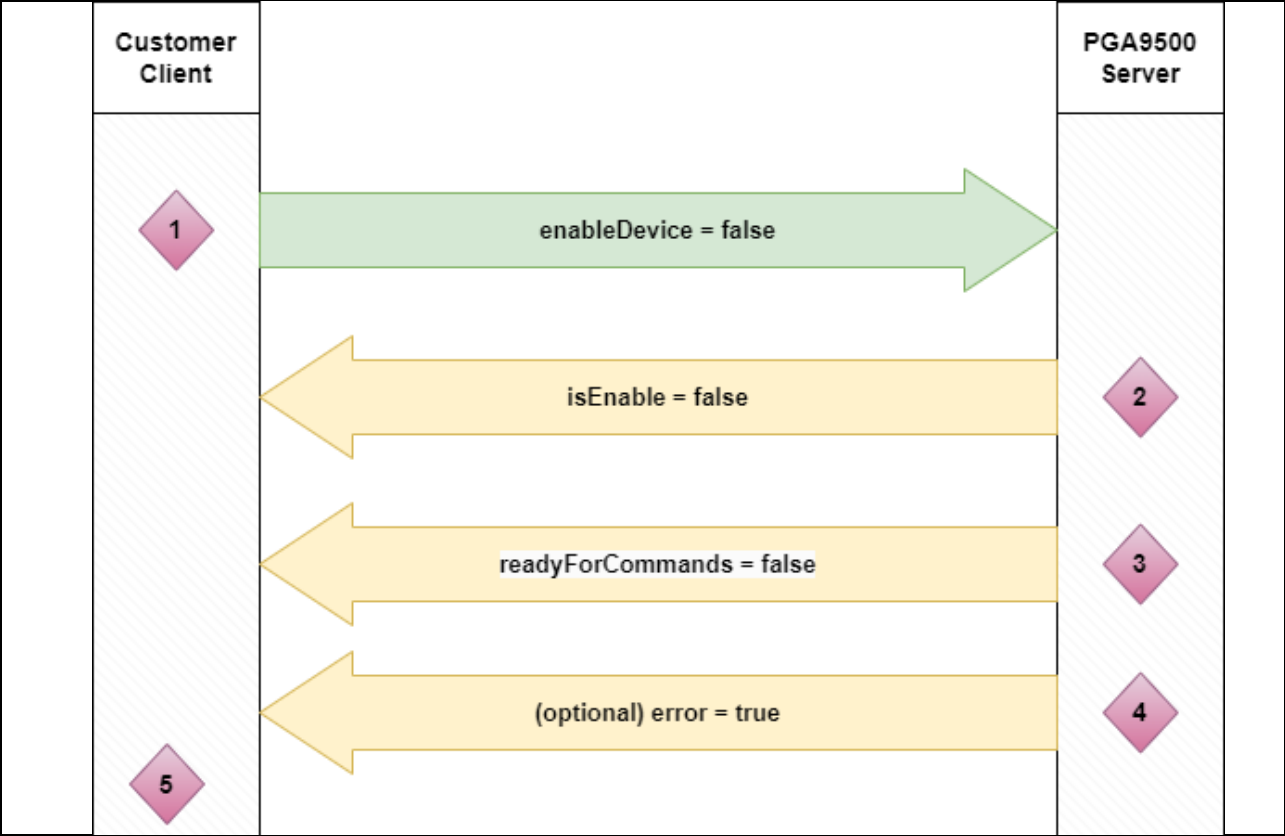 Customer
Client
PGA9500
Server
1
enableDevice = false
isEnable = false
2
readyForCommands = false
3
(optional) error = true
4
5